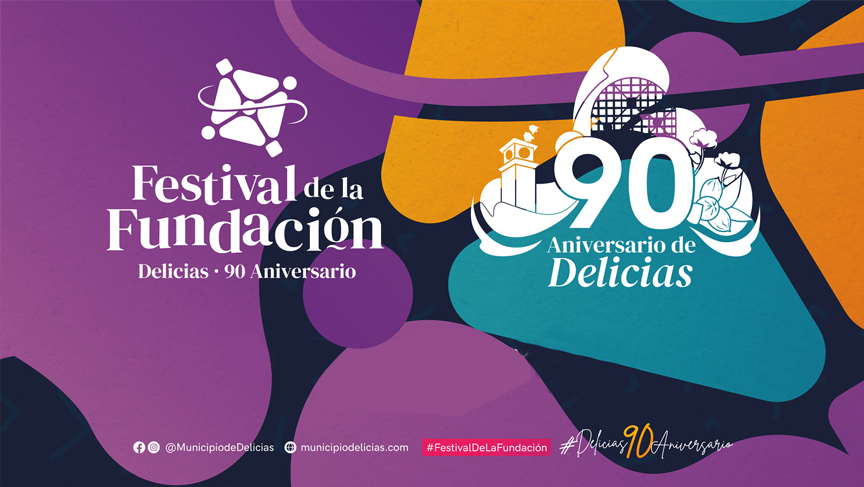 Festival de la
Fundación
Delicias • 90 Aniversario
90
Aniversario de
Delicias
@MunicipiodeDelicias
municipiodelicias.com
#FestivalDeLaFundación
#Delicias90Aniversario